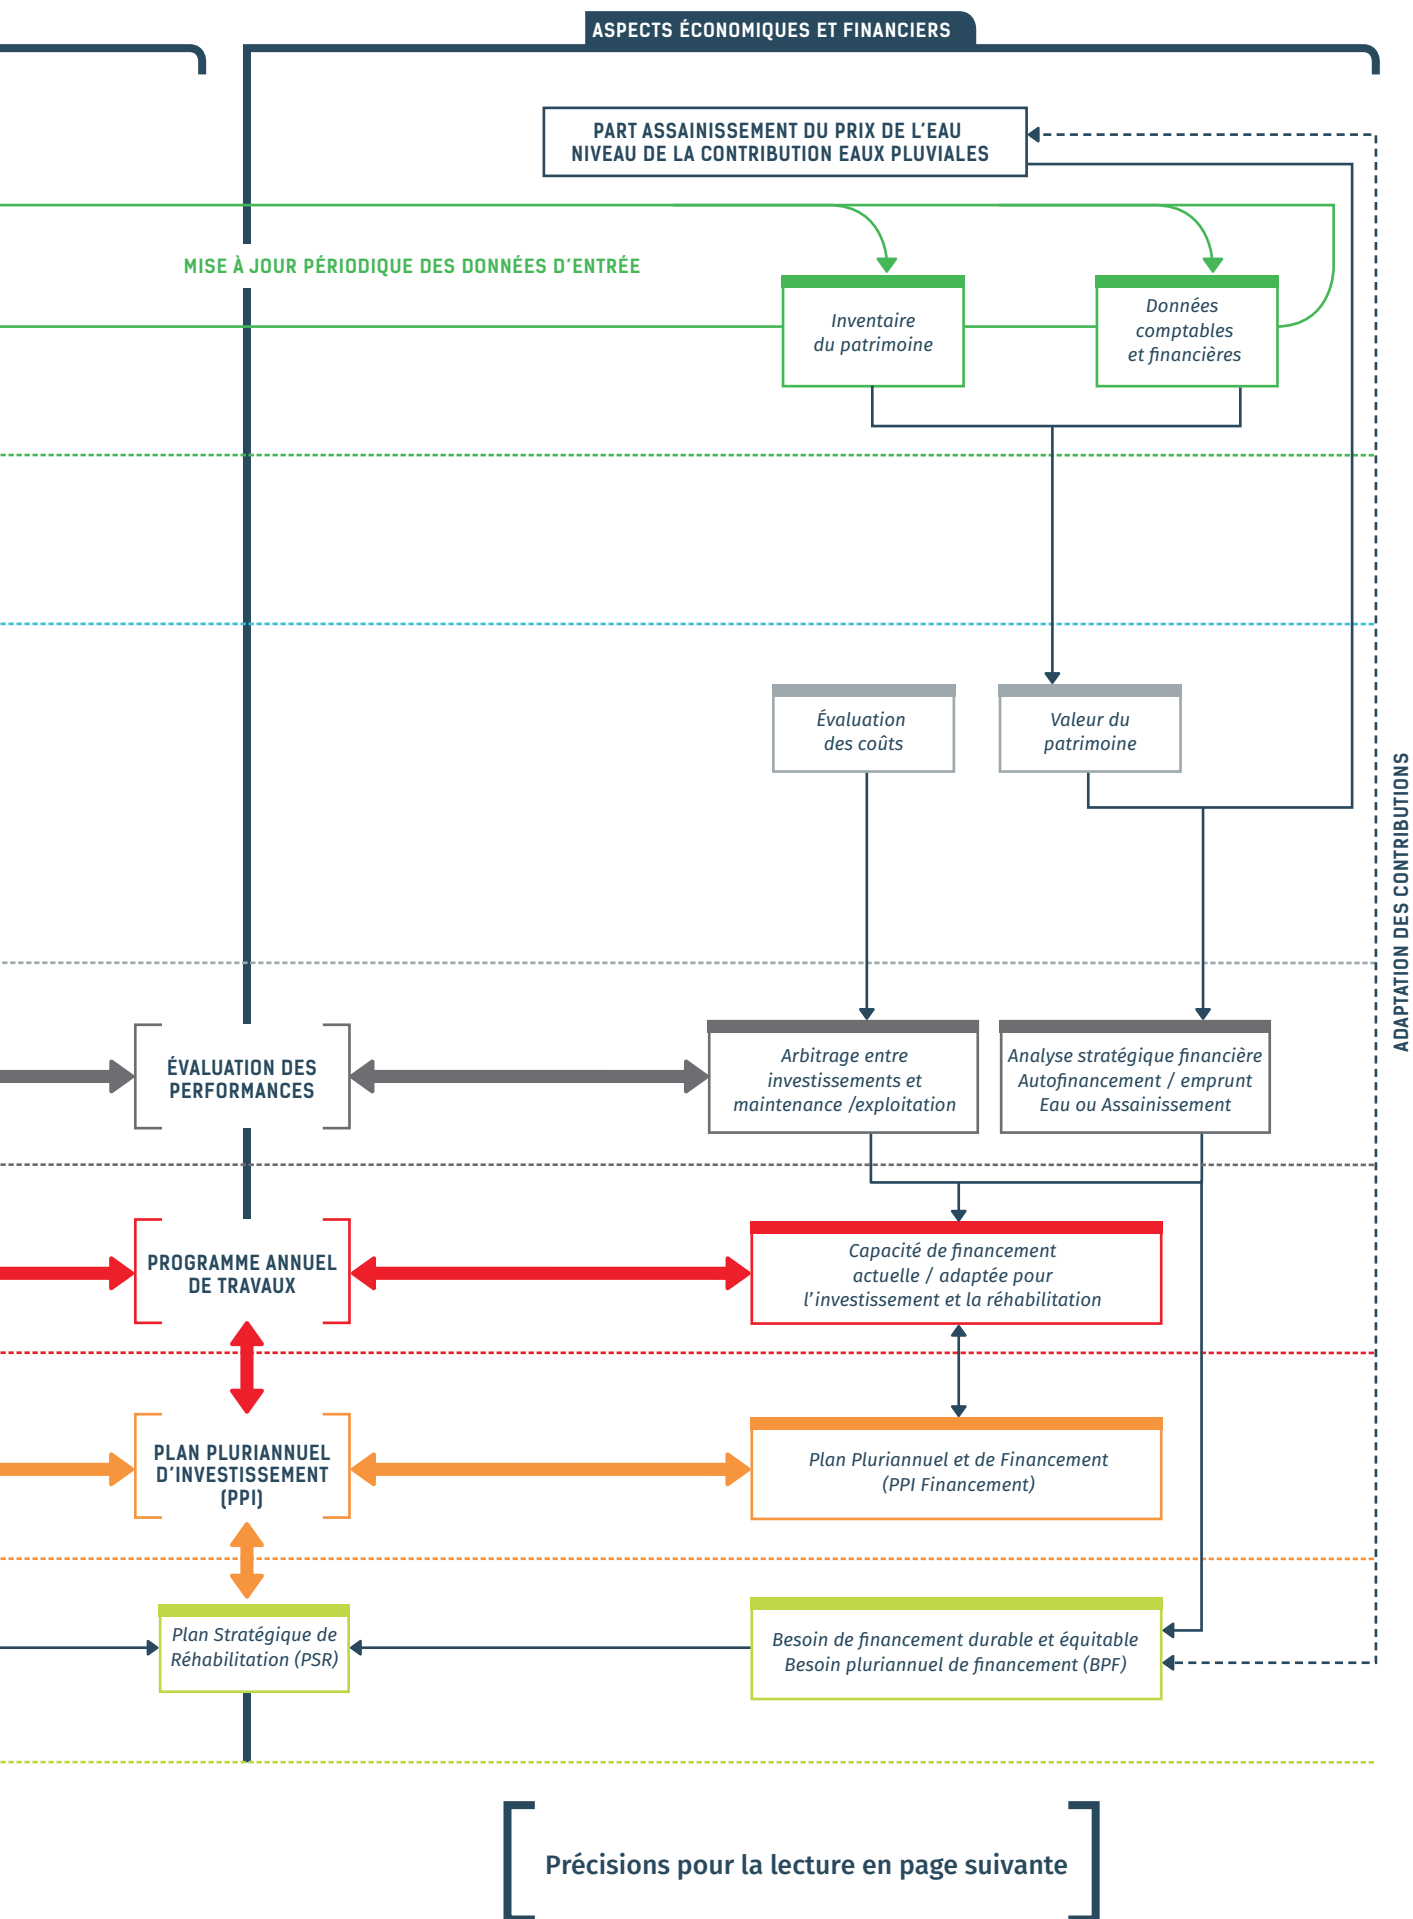 ASPECTS ÉCONOMIQUES ET FINANCIERS
PART ASSAINISSEMENT DU PRIX DE L'EAU
NIVEAU DE LA CONTRIBUTION EAUX PLUVIALES
MISE À JOUR PÉRIODIQUE DES DONNÉES D'ENTRÉE
Inventaire
du patrimoine
Données
comptables
et financières
Évaluation
des coûts
Valeur du
patrimoine
ADAPTATION DES CONTRIBUTIONS
ÉVALUATION DES
PERFORMANCES
Arbitrage entre
investissements et
maintenance /exploitation
Analyse stratégique financière
Autofinancement / emprunt
Eau ou Assainissement
PROGRAMME ANNUEL
DE TRAVAUX
Capacité de financement
actuelle / adaptée pour
l'investissement et la réhabilitation
PLAN PLURIANNUEL
D'INVESTISSEMENT
(PPI)
Plan Pluriannuel et de Financement
(PPI Financement)
Plan Stratégique de
Réhabilitation (PSR)
Besoin de financement durable et équitable
Besoin pluriannuel de financement (BPF)
Précisions pour la lecture en page suivante